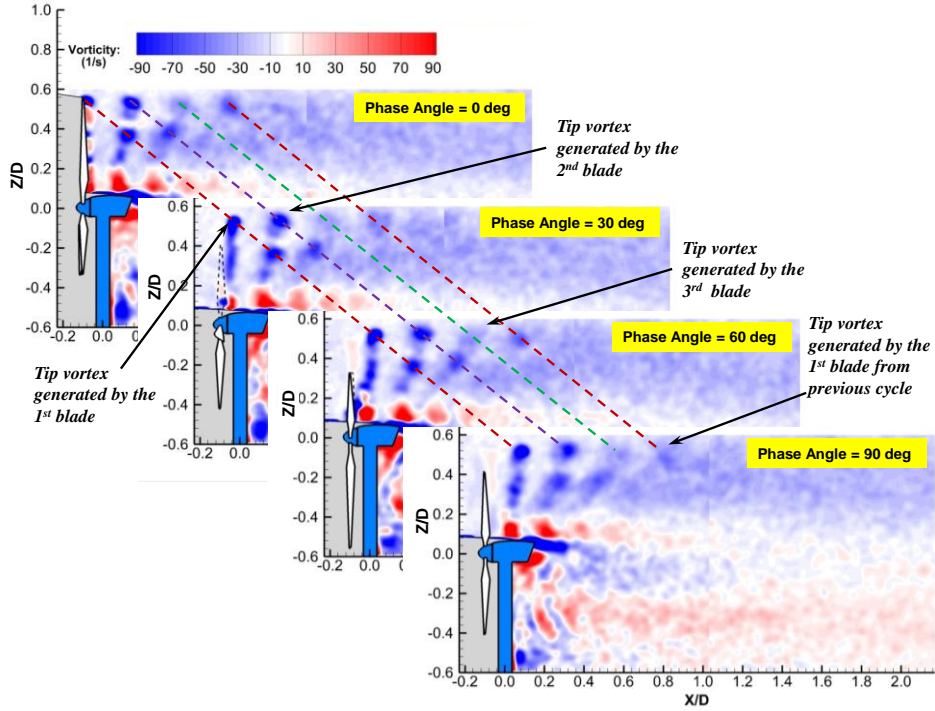 1.0
Vorticity:
(1/s)
-90 -70 -50 -30 -10 10 30 50 70 90
0.8
0.6
0.4
0.2
0.0
-0.2
-0.4
-0.6
Z/D
-0.2 0.0
Phase Angle = 0 deg
Tip vortex
generated by the
2nd blade
0.6
0.4
0.2
0.0
-0.2
-0.4
-0.6
Z/D
-0.2 0.0
Phase Angle = 30 deg
Tip vortex
generated by the
3rd blade
Tip vortex
generated by the
1st blade
0.6
0.4
0.2
0.0
-0.2
-0.4
-0.6
Z/D
-0.2 0.0
Phase Angle = 60 deg
Tip vortex
generated by the
1st blade from
previous cycle
0.6
0.4
0.2
0.0
-0.2
-0.4
-0.6
Z/D
Phase Angle = 90 deg
-0.2 0.0 0.2 0.4 0.6 0.8 1.0 1.2 1.4 1.6 1.8 2.0
X/D